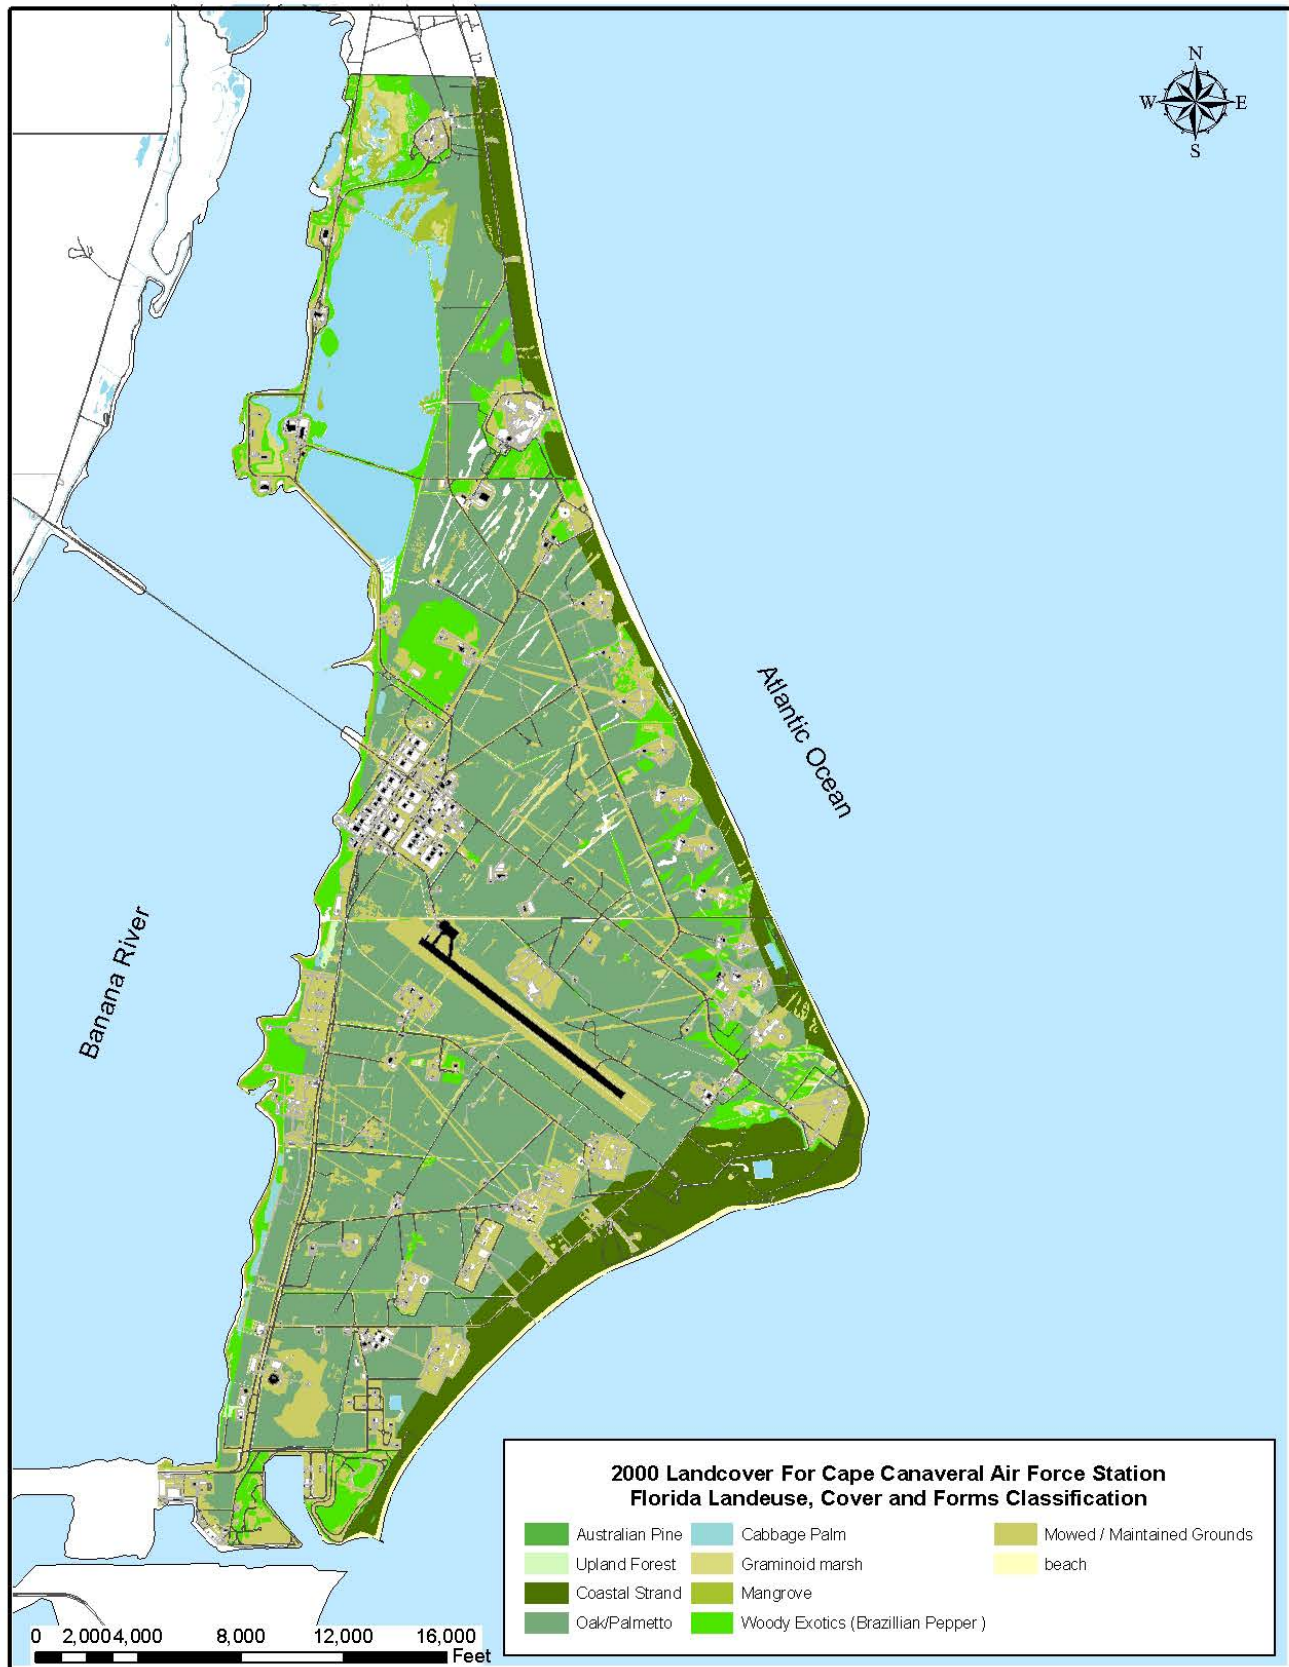 N
W E
S
Atlantic Ocean
Banana River
2000 Landcover For Cape Canaveral Air Force Station
Florida Landeuse, Cover and Forms Classification
Australian Pine
Upland Forest
Coastal Strand
Oak/Palmetto
Cabbage Palm
Graminoid marsh
Mangrove
Woody Exotics (Brazillian Pepper )
Mowed / Maintained Grounds
beach
0 2,000 4,000 8,000 12,000 16,000
Feet